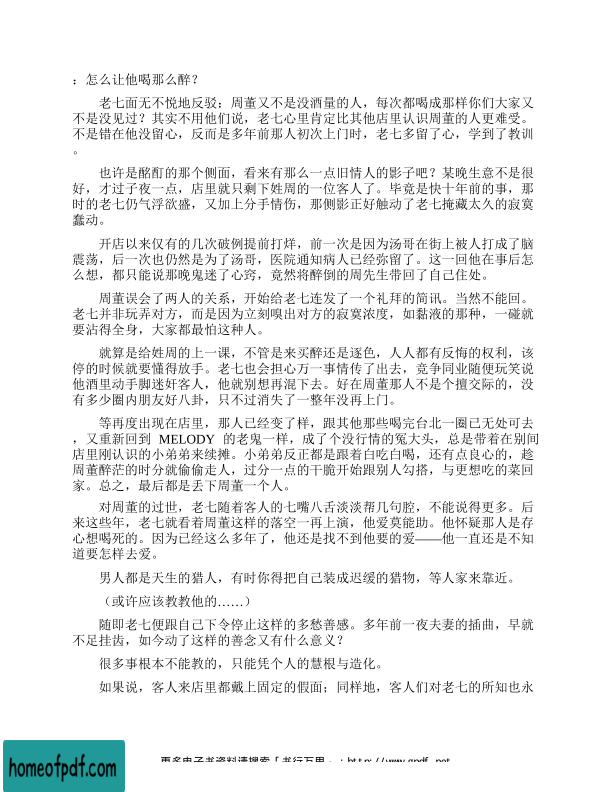 ：怎么让他喝那么醉？
老七面无不悦地反驳：周董又不是没酒量的人，每次都喝成那样你们大家又
不是没见过？其实不用他们说，老七心里肯定比其他店里认识周董的人更难受。
不是错在他没留心，反而是多年前那人初次上门时，老七多留了心，学到了教训
。
也许是酩酊的那个侧面，看来有那么一点旧情人的影子吧？某晚生意不是很
好，才过子夜一点，店里就只剩下姓周的一位客人了。毕竟是快十年前的事，那
时的老七仍气浮欲盛，又加上分手情伤，那侧影正好触动了老七掩藏太久的寂寞
蠢动。
开店以来仅有的几次破例提前打烊，前一次是因为汤哥在街上被人打成了脑
震荡，后一次也仍然是为了汤哥，医院通知病人已经弥留了。这一回他在事后怎
么想，都只能说那晚鬼迷了心窍，竟然将醉倒的周先生带回了自己住处。
周董误会了两人的关系，开始给老七连发了一个礼拜的简讯。当然不能回。
老七并非玩弄对方，而是因为立刻嗅出对方的寂寞浓度，如黏液的那种，一碰就
要沾得全身，大家都最怕这种人。
就算是给姓周的上一课，不管是来买醉还是逐色，人人都有反悔的权利，该
停的时候就要懂得放手。老七也会担心万一事情传了出去，竞争同业随便玩笑说
他酒里动手脚迷奸客人，他就别想再混下去。好在周董那人不是个擅交际的，没
有多少圈内朋友好八卦，只不过消失了一整年没再上门。
等再度出现在店里，那人已经变了样，跟其他那些喝完台北一圈已无处可去
，又重新回到 MELODY 的老鬼一样，成了个没行情的冤大头，总是带着在别间
店里刚认识的小弟弟来续摊。小弟弟反正都是跟着白吃白喝，还有点良心的，趁
周董醉茫的时分就偷偷走人，过分一点的干脆开始跟别人勾搭，与更想吃的菜回
家。总之，最后都是丢下周董一个人。
对周董的过世，老七随着客人的七嘴八舌淡淡帮几句腔，不能说得更多。后
来这些年，老七就看着周董这样的落空一再上演，他爱莫能助。他怀疑那人是存
心想喝死的。因为已经这么多年了，他还是找不到他要的爱——他一直还是不知
道要怎样去爱。
男人都是天生的猎人，有时你得把自己装成迟缓的猎物，等人家来靠近。
（或许应该教教他的……）
随即老七便跟自己下令停止这样的多愁善感。多年前一夜夫妻的插曲，早就
不足挂齿，如今动了这样的善念又有什么意义？
很多事根本不能教的，只能凭个人的慧根与造化。
如果说，客人来店里都戴上固定的假面；同样地，客人们对老七的所知也永
homeofpdf.com